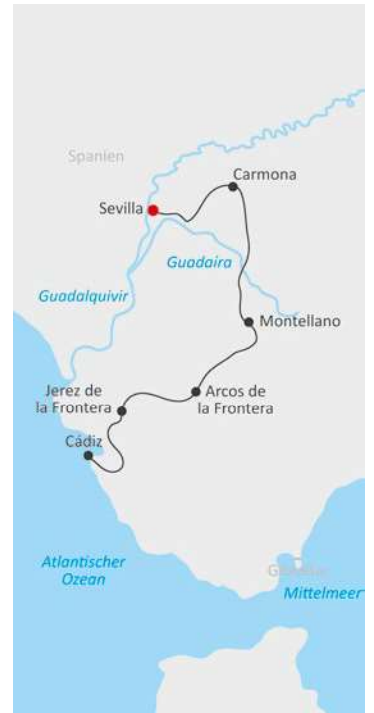 Spanien
Carmona
Sevilla
Guadaira
Guadalquivir
Montellano
Jerez de
la Frontera
Arcos de
la Frontera
Cádiz
Atlantischer
Ozean
Mittelmeer